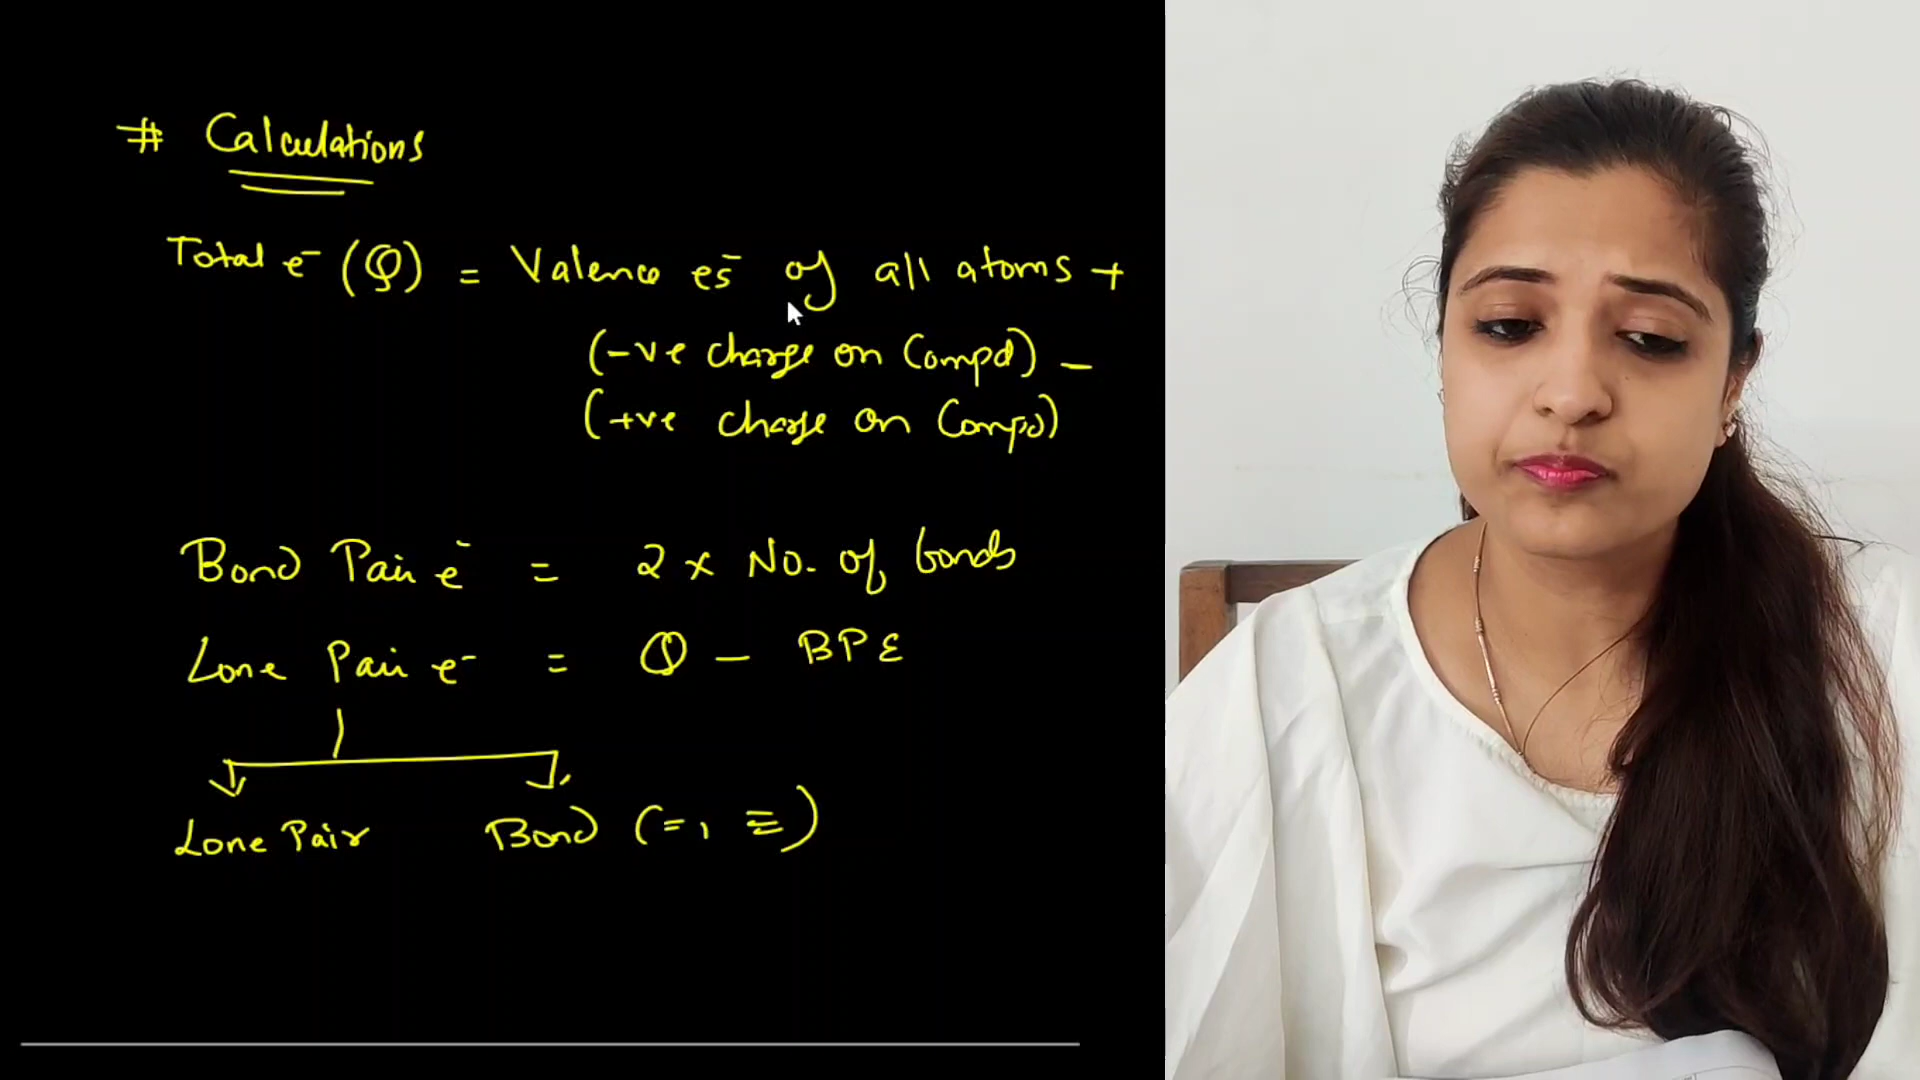 # Calculations
Total e⁻ (Q) = Valence es⁻ of all atoms +
(-ve charge on Compd) -
(+ve charge on Compd)
Bond Pair e⁻ = 2 x No. of bonds
Lone Pair e⁻ = Q - BPE
Lone Pair Bond (=, ≡)